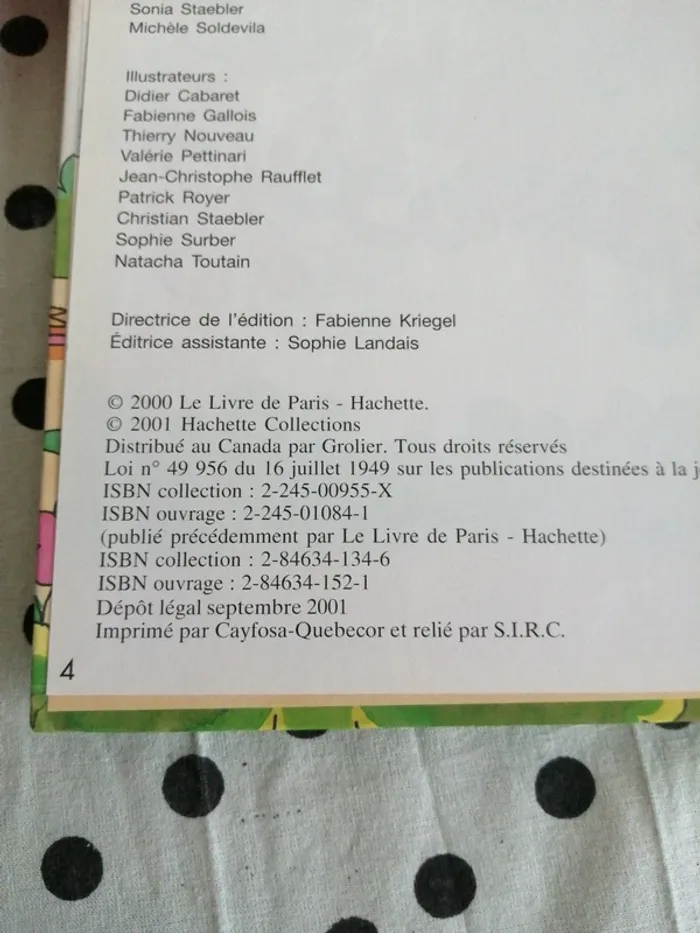 Sonia Staebler
Michèle Soldevila
Illustrateurs :
Didier Cabaret
Fabienne Gallois
Thierry Nouveau
Valérie Pettinari
Jean-Christophe Raufflet
Patrick Royer
Christian Staebler
Sophie Surber
Natacha Toutain
Directrice de l'édition : Fabienne Kriegel
Éditrice assistante : Sophie Landais
© 2000 Le Livre de Paris - Hachette.
© 2001 Hachette Collections
Distribué au Canada par Grolier. Tous droits réservés
Loi n° 49 956 du 16 juillet 1949 sur les publications destinées à la
ISBN collection : 2-245-00955-X
ISBN ouvrage : 2-245-01084-1
(publié précédemment par Le Livre de Paris - Hachette)
ISBN collection : 2-84634-134-6
ISBN ouvrage : 2-84634-152-1
Dépôt légal septembre 2001
Imprimé par Cayfosa-Quebecor et relié par S.I.R.C.
4